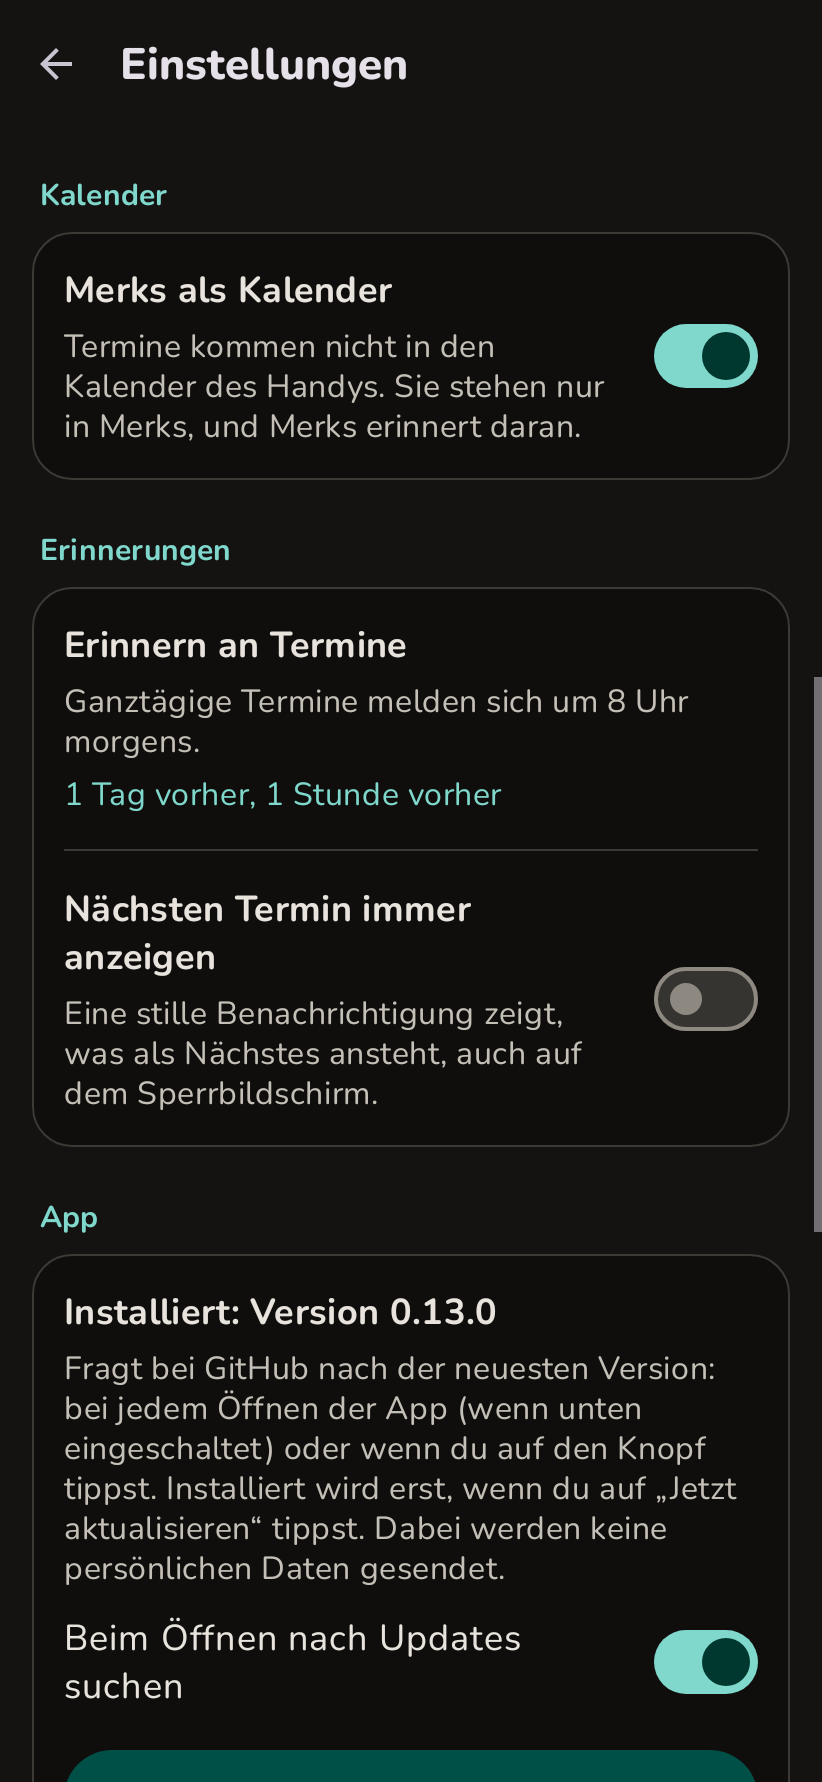 Einstellungen
Kalender
Merks als Kalender
Termine kommen nicht in den
Kalender des Handys. Sie stehen nur
in Merks, und Merks erinnert daran.
Erinnerungen
Erinnern an Termine
Ganztägige Termine melden sich um 8 Uhr
morgens.
1 Tag vorher, 1 Stunde vorher
Nächsten Termin immer
anzeigen
Eine stille Benachrichtigung zeigt,
was als Nächstes ansteht, auch auf
dem Sperrbildschirm.
App
Installiert: Version 0.13.0
Fragt bei GitHub nach der neuesten Version:
bei jedem Öffnen der App (wenn unten
eingeschaltet) oder wenn du auf den Knopf
tippst. Installiert wird erst, wenn du auf „Jetzt
aktualisieren“ tippst. Dabei werden keine
persönlichen Daten gesendet.
Beim Öffnen nach Updates
suchen